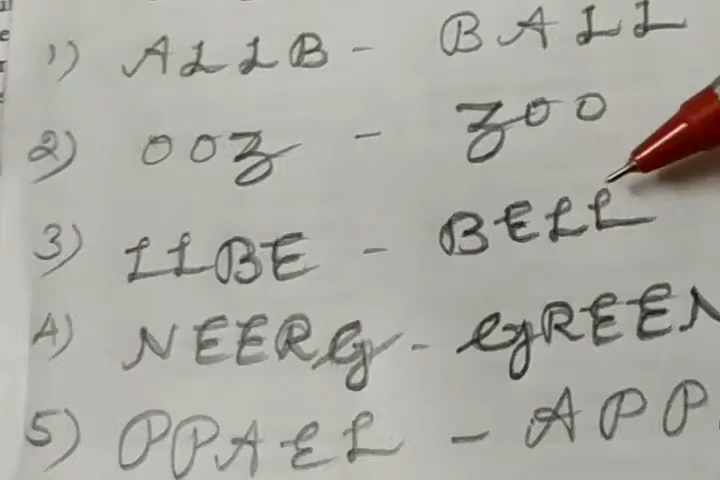 1) ALLB - BALL
2) OOZ - ZOO
3) LLBE - BELL
4) NEERG - GREEN
5) PPAEL - APP